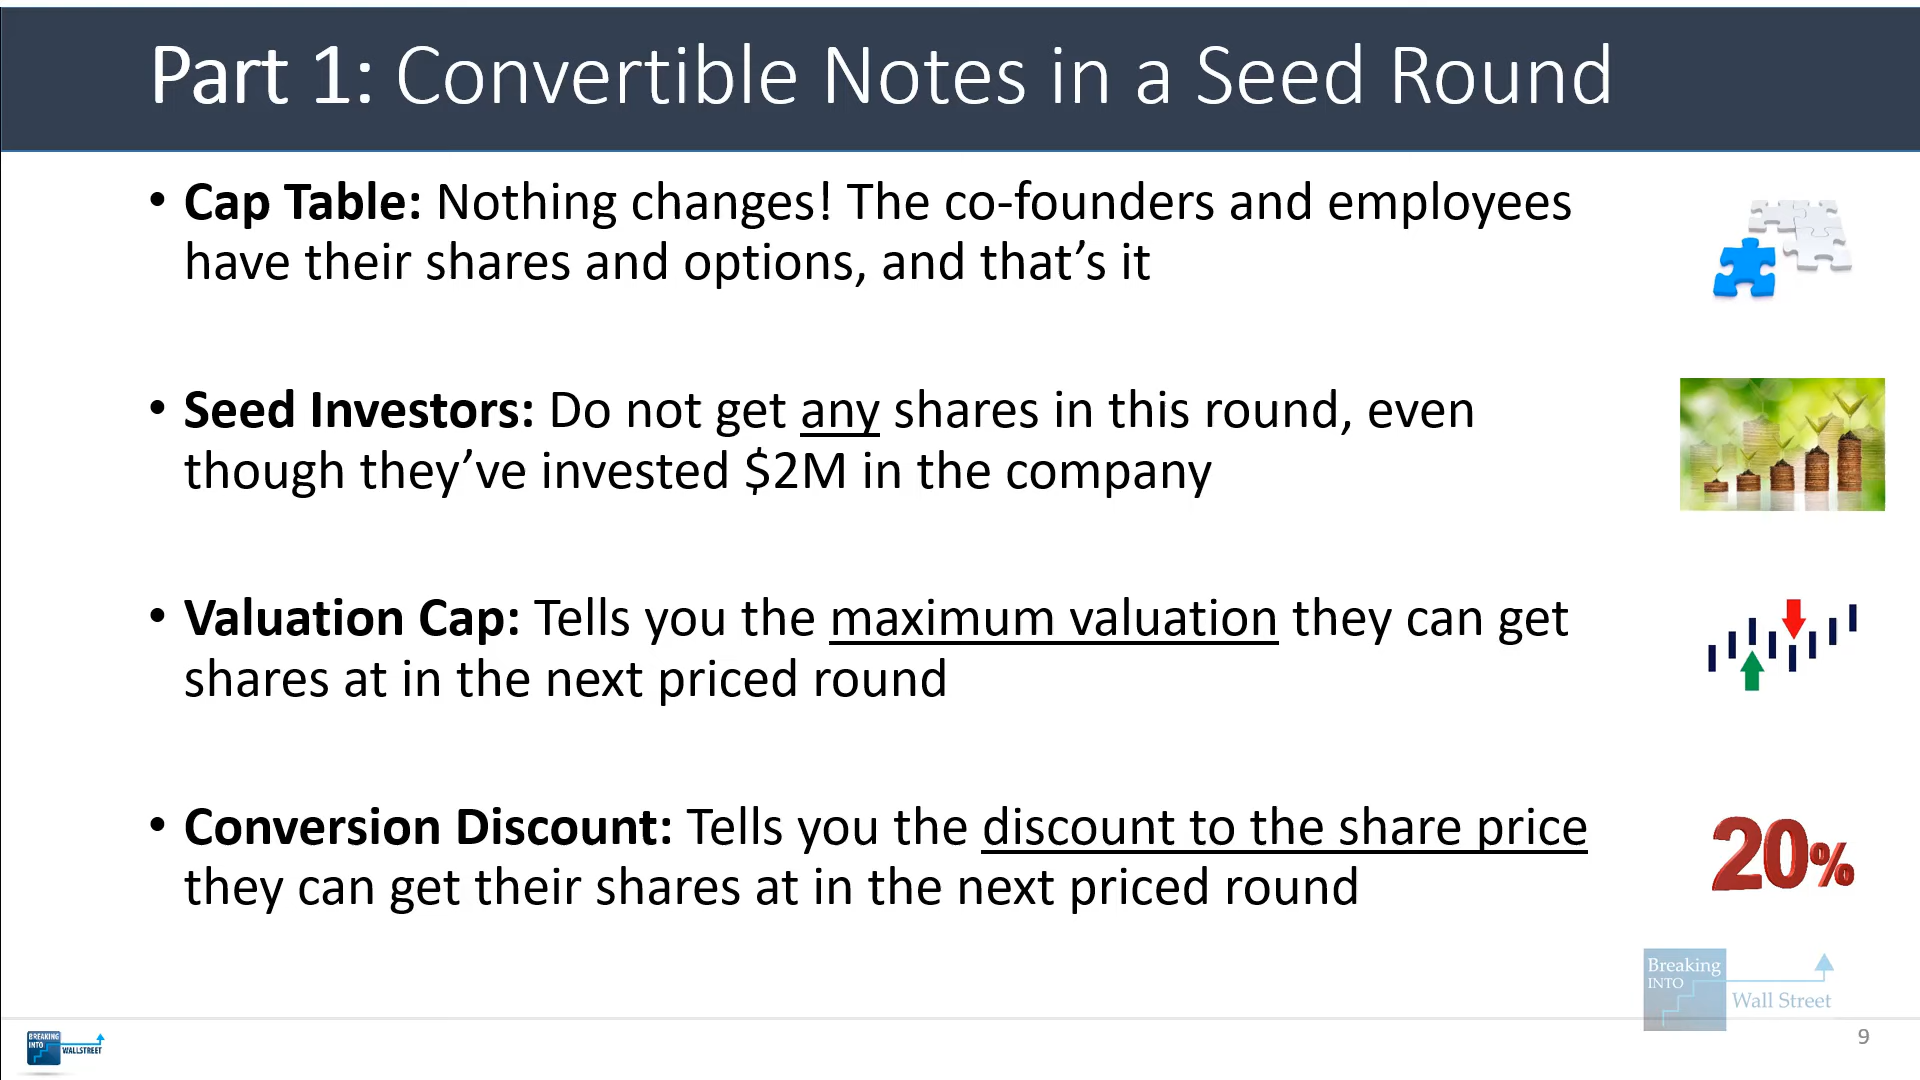 Part 1: Convertible Notes in a Seed Round
• Cap Table: Nothing changes! The co-founders and employees
have their shares and options, and that’s it
• Seed Investors: Do not get any shares in this round, even
though they’ve invested $2M in the company
• Valuation Cap: Tells you the maximum valuation they can get
shares at in the next priced round
• Conversion Discount: Tells you the discount to the share price
they can get their shares at in the next priced round
20%
Breaking
INTO
Wall Street
BREAKING
INTO
WALLSTREET
9